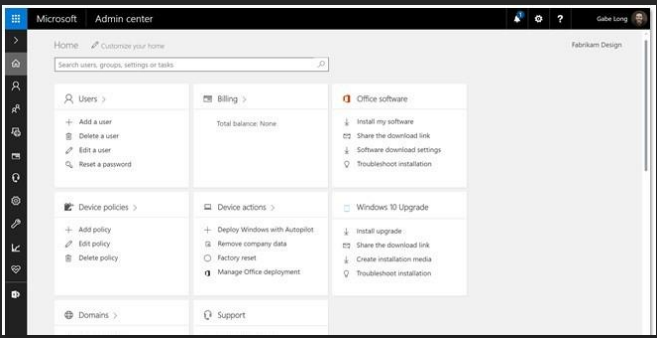 Microsoft Admin center
1
?
Gabe Long
Home Customize your home
Fabrikam Design
Search users, groups, settings or tasks
Users >
Add a user
Delete a user
Edit a user
Reset a password
Billing >
Total balance: None
Office software
Install my software
Share the download link
Software download settings
Troubleshoot installation
Device policies >
Add policy
Edit policy
Delete policy
Device actions >
Deploy Windows with Autopilot
Remove company data
Factory reset
Manage Office deployment
Windows 10 Upgrade
Install upgrade
Share the download link
Create installation media
Troubleshoot installation
Domains >
Support